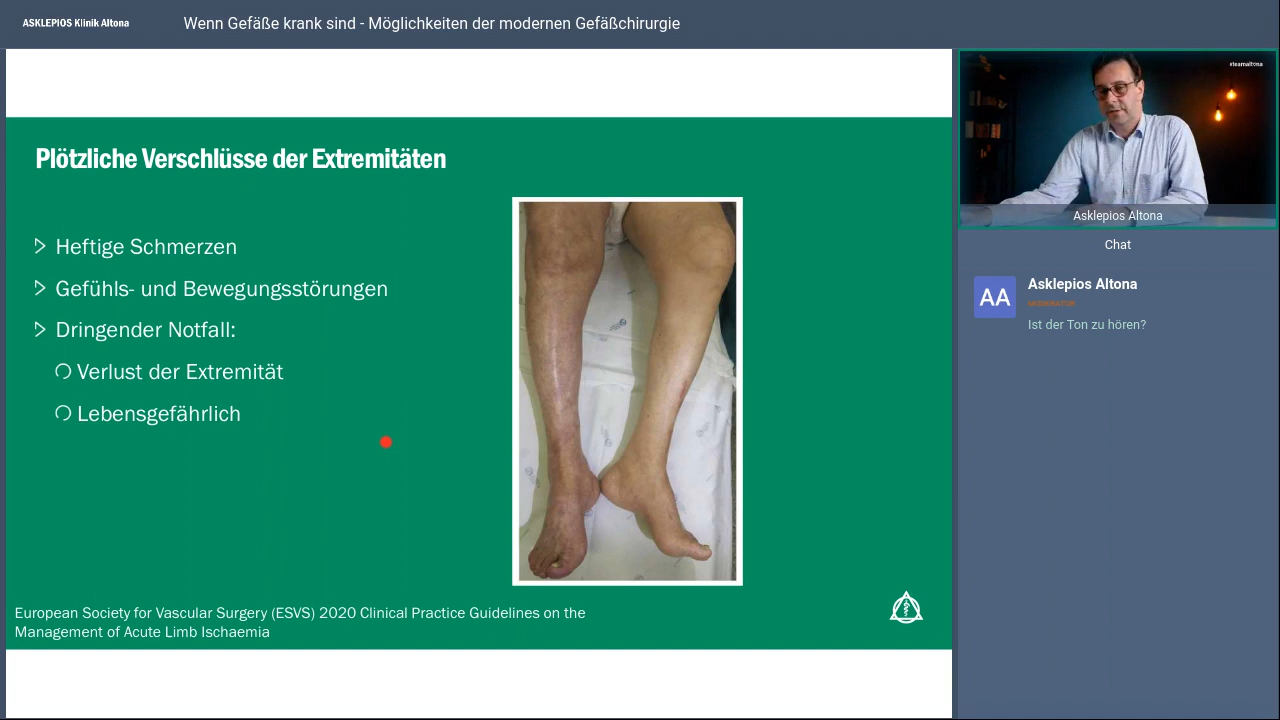 ASKLEPIOS Klinik Altona
Wenn Gefäße krank sind - Möglichkeiten der modernen Gefäßchirurgie
Plötzliche Verschlüsse der Extremitäten
Heftige Schmerzen
Gefühls- und Bewegungsstörungen
Dringender Notfall:
Verlust der Extremität
Lebensgefährlich
European Society for Vascular Surgery (ESVS) 2020 Clinical Practice Guidelines on the
Management of Acute Limb Ischaemia
#teamaltona
Asklepios Altona
Chat
AA
Asklepios Altona
MODERATOR
Ist der Ton zu hören?